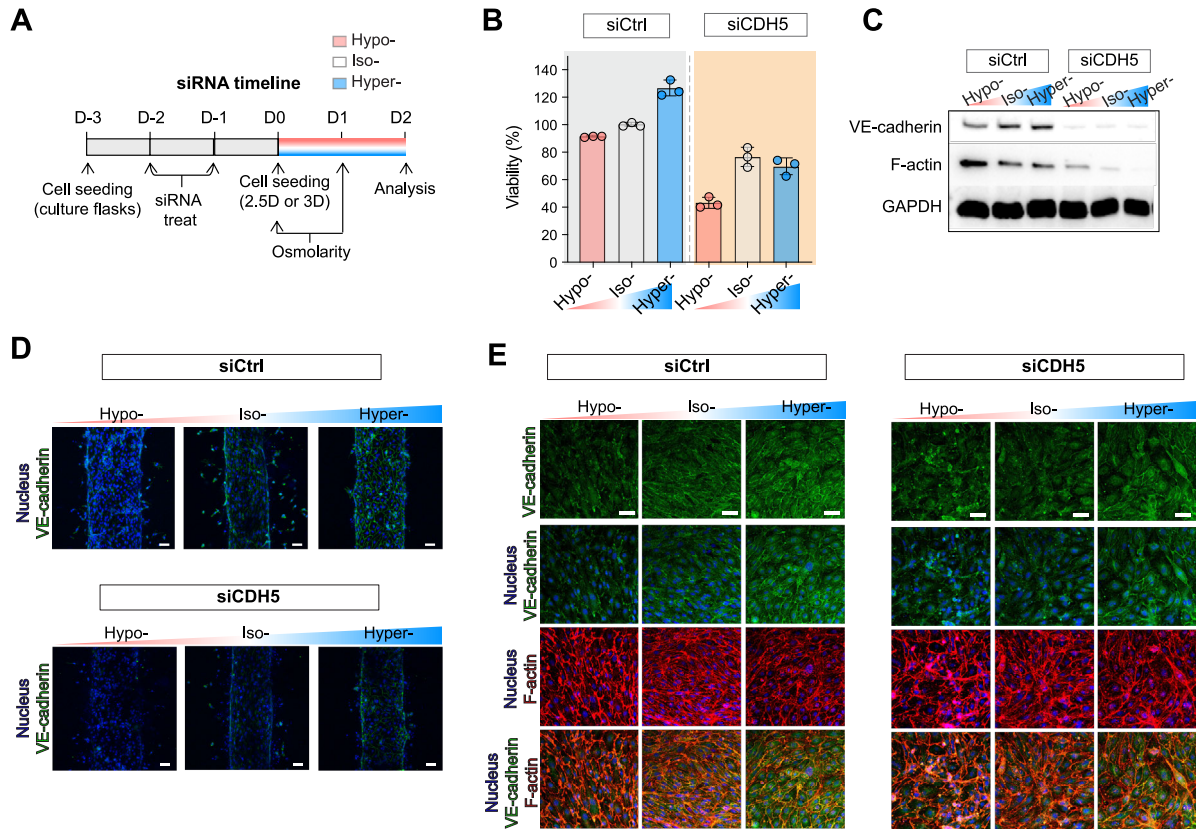 A
Hypo-
Iso-
Hyper-
siRNA timeline
D-3 D-2 D-1 D0 D1 D2
Cell seeding
(culture flasks)
siRNA
treat
Cell seeding
(2.5D or 3D)
Analysis
Osmolarity
B
siCtrl siCDH5
Viability (%)
140
120
100
80
60
40
20
0
Hypo- Iso- Hyper- Hypo- Iso- Hyper-
C
siCtrl siCDH5
Hypo- Iso- Hyper- Hypo- Iso- Hyper-
VE-cadherin
F-actin
GAPDH
D
siCtrl
Hypo- Iso- Hyper-
Nucleus
VE-cadherin
siCDH5
Hypo- Iso- Hyper-
Nucleus
VE-cadherin
E
siCtrl siCDH5
Hypo- Iso- Hyper- Hypo- Iso- Hyper-
VE-cadherin
Nucleus
VE-cadherin
Nucleus
F-actin
Nucleus
VE-cadherin
F-actin